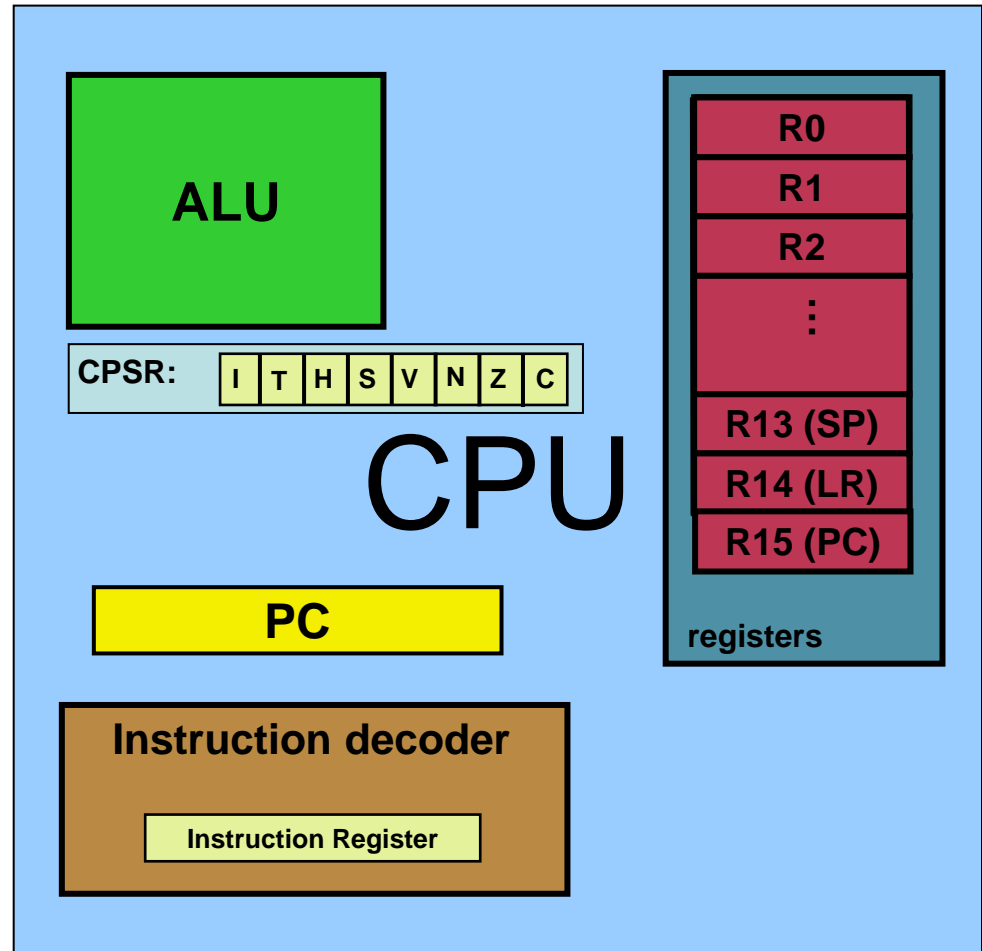 ALU
CPSR: I T H S V N Z C
CPU
PC
Instruction decoder
Instruction Register
R0
R1
R2
⋮
R13 (SP)
R14 (LR)
R15 (PC)
registers